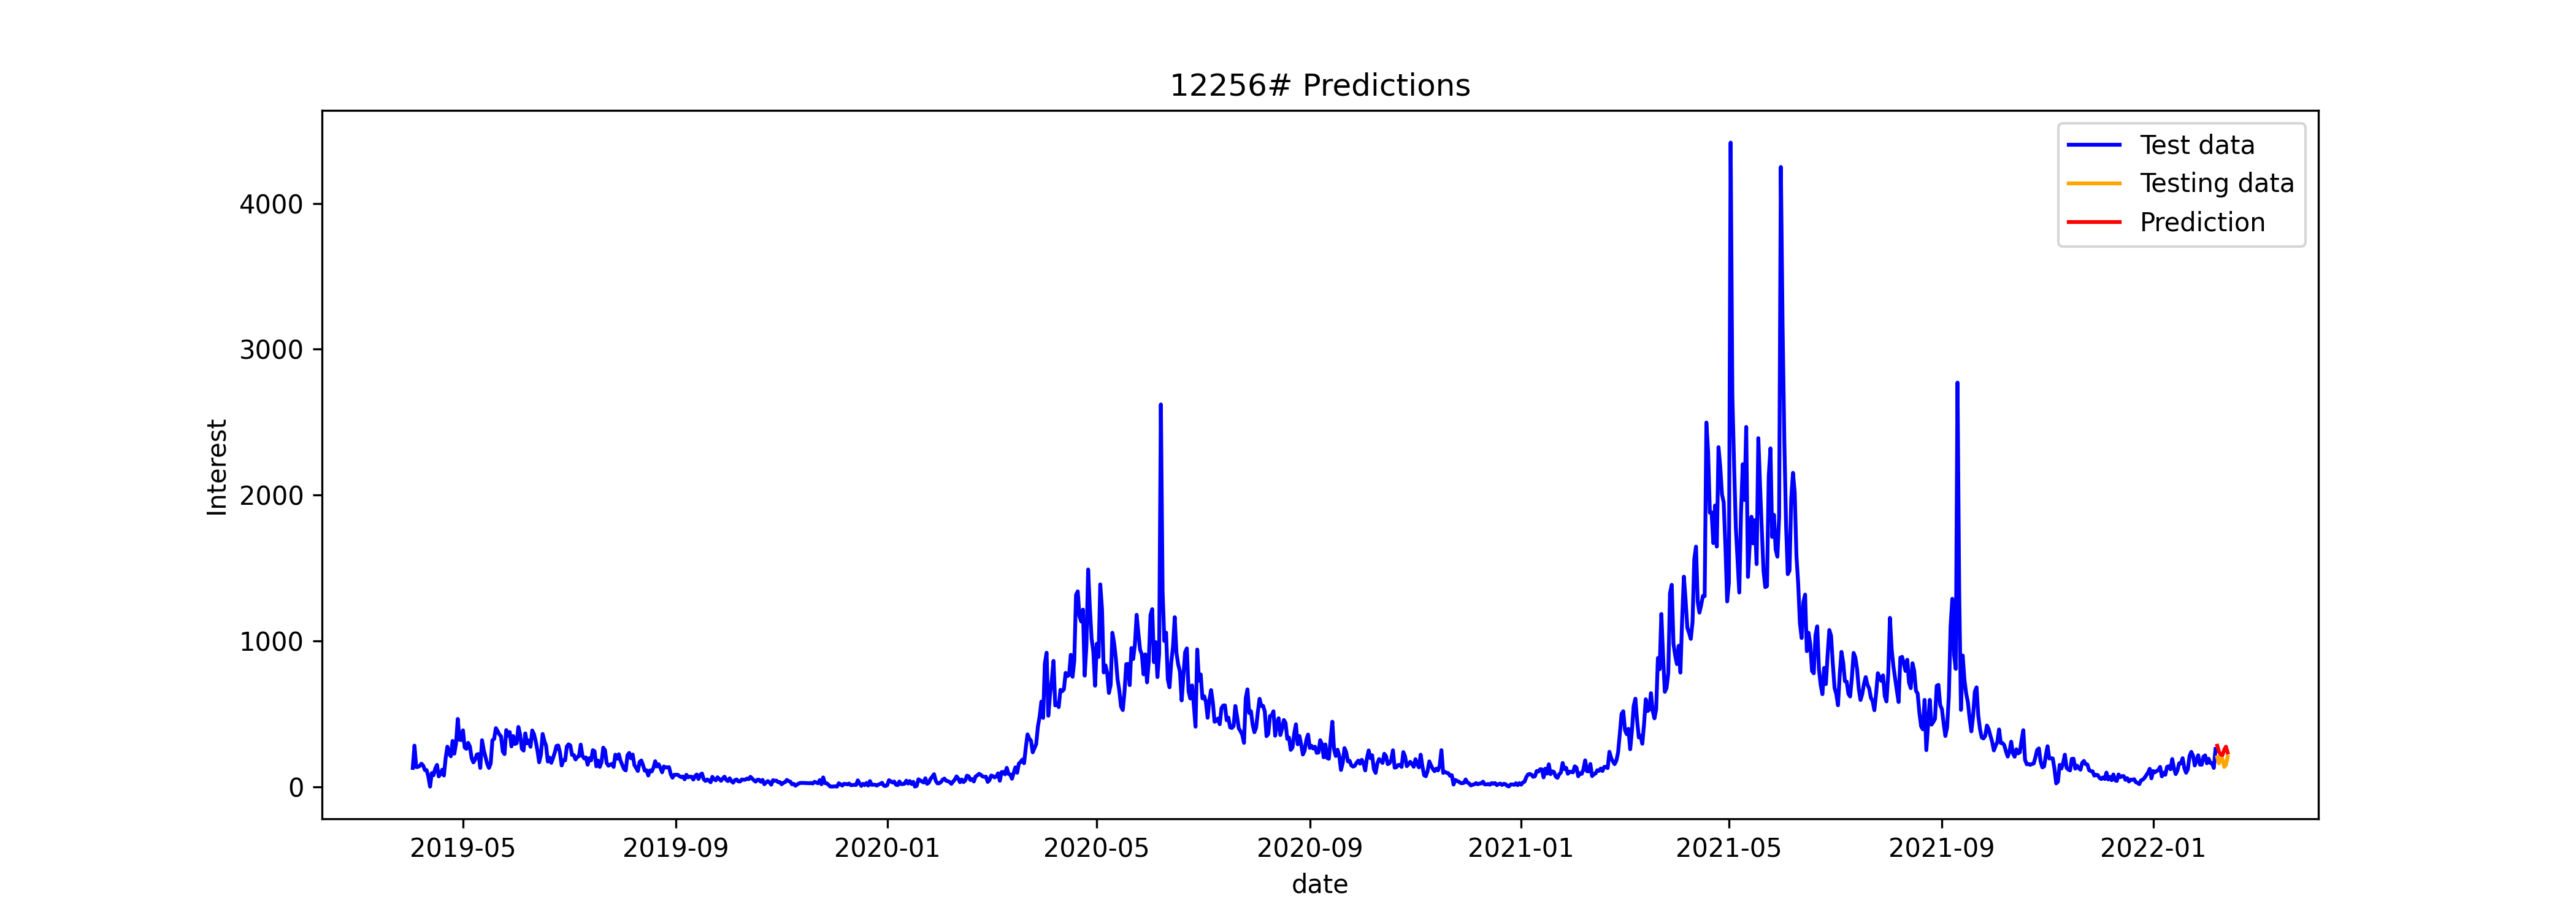 12256# Predictions
Test data
Testing data
Prediction
4000
3000
2000
1000
0
Interest
2019-05
2019-09
2020-01
2020-05
2020-09
2021-01
2021-05
2021-09
2022-01
date